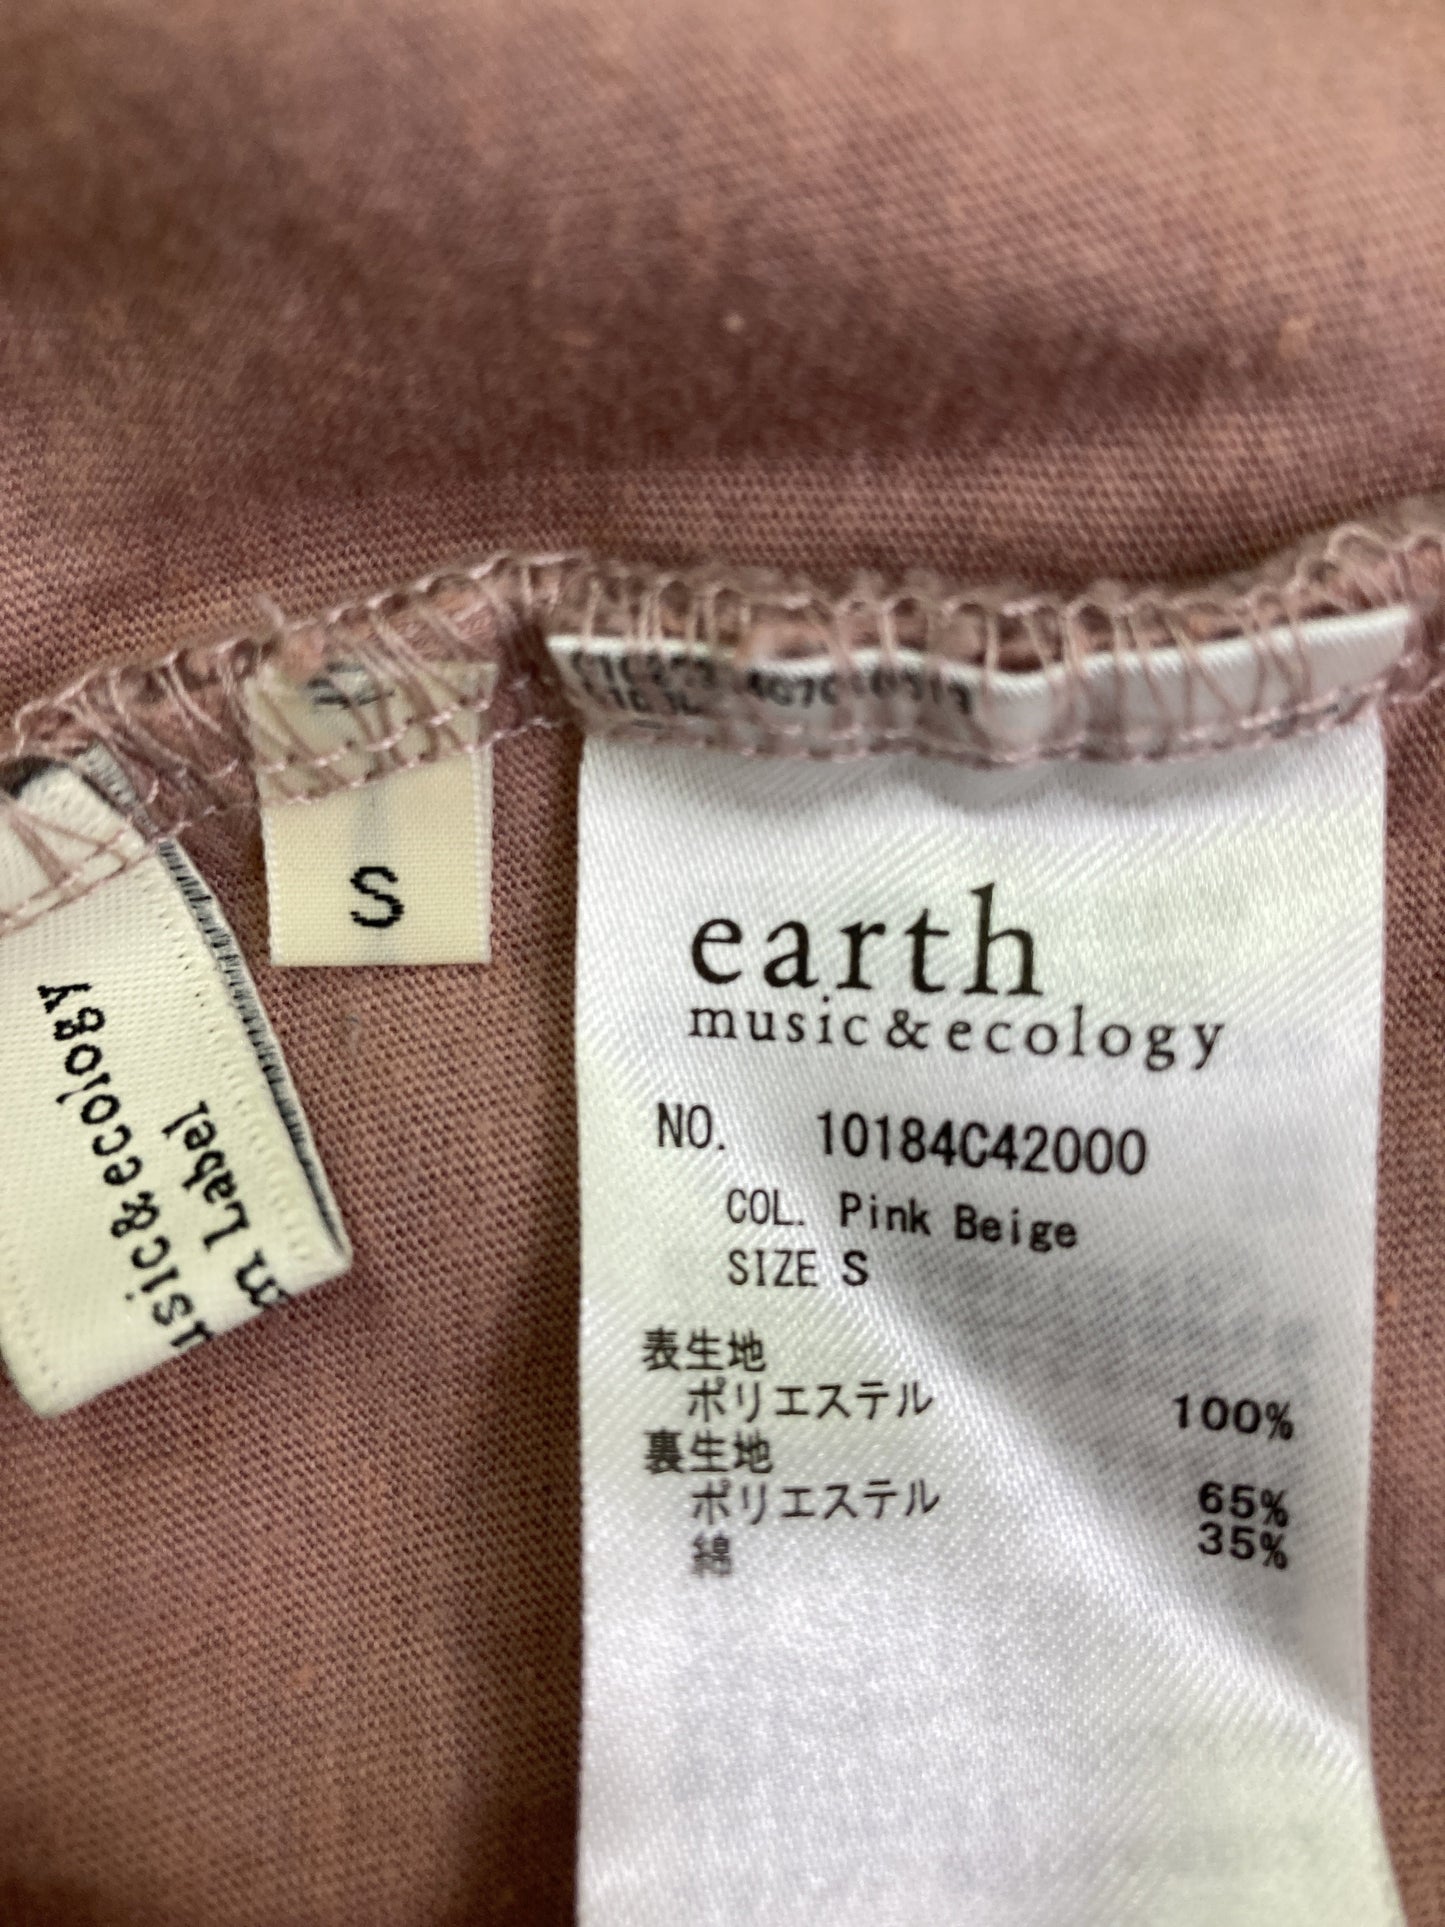 S
earth
music&ecology
NO. 10184C42000
COL. Pink Beige
SIZE S
表生地
ポリエステル 100%
裏生地
ポリエステル 65%
綿 35%
&ecology
Label